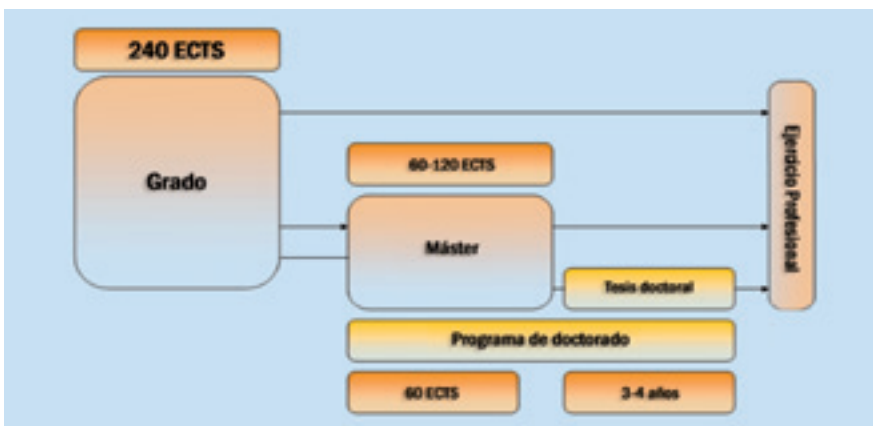 240 ECTS
Grado
60-120 ECTS
Máster
Tesis doctoral
Programa de doctorado
60 ECTS
3-4 años
Ejercicio Profesional